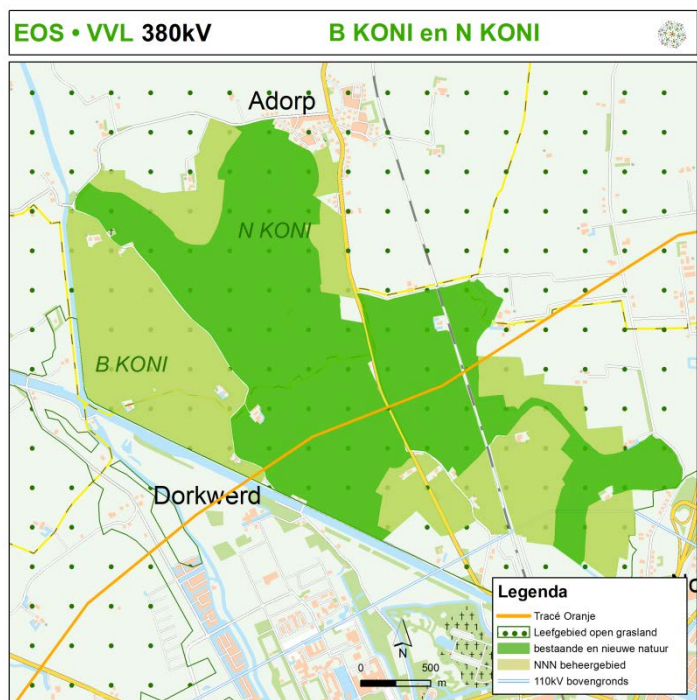 EOS • VVL 380kV B KONI en N KONI
Adorp
N KONI
B KONI
Dorkwerd
Legenda
Tracé Oranje
Leefgebied open grasland
bestaande en nieuwe natuur
NNN beheergebied
110kV bovengronds
N
0 500
m